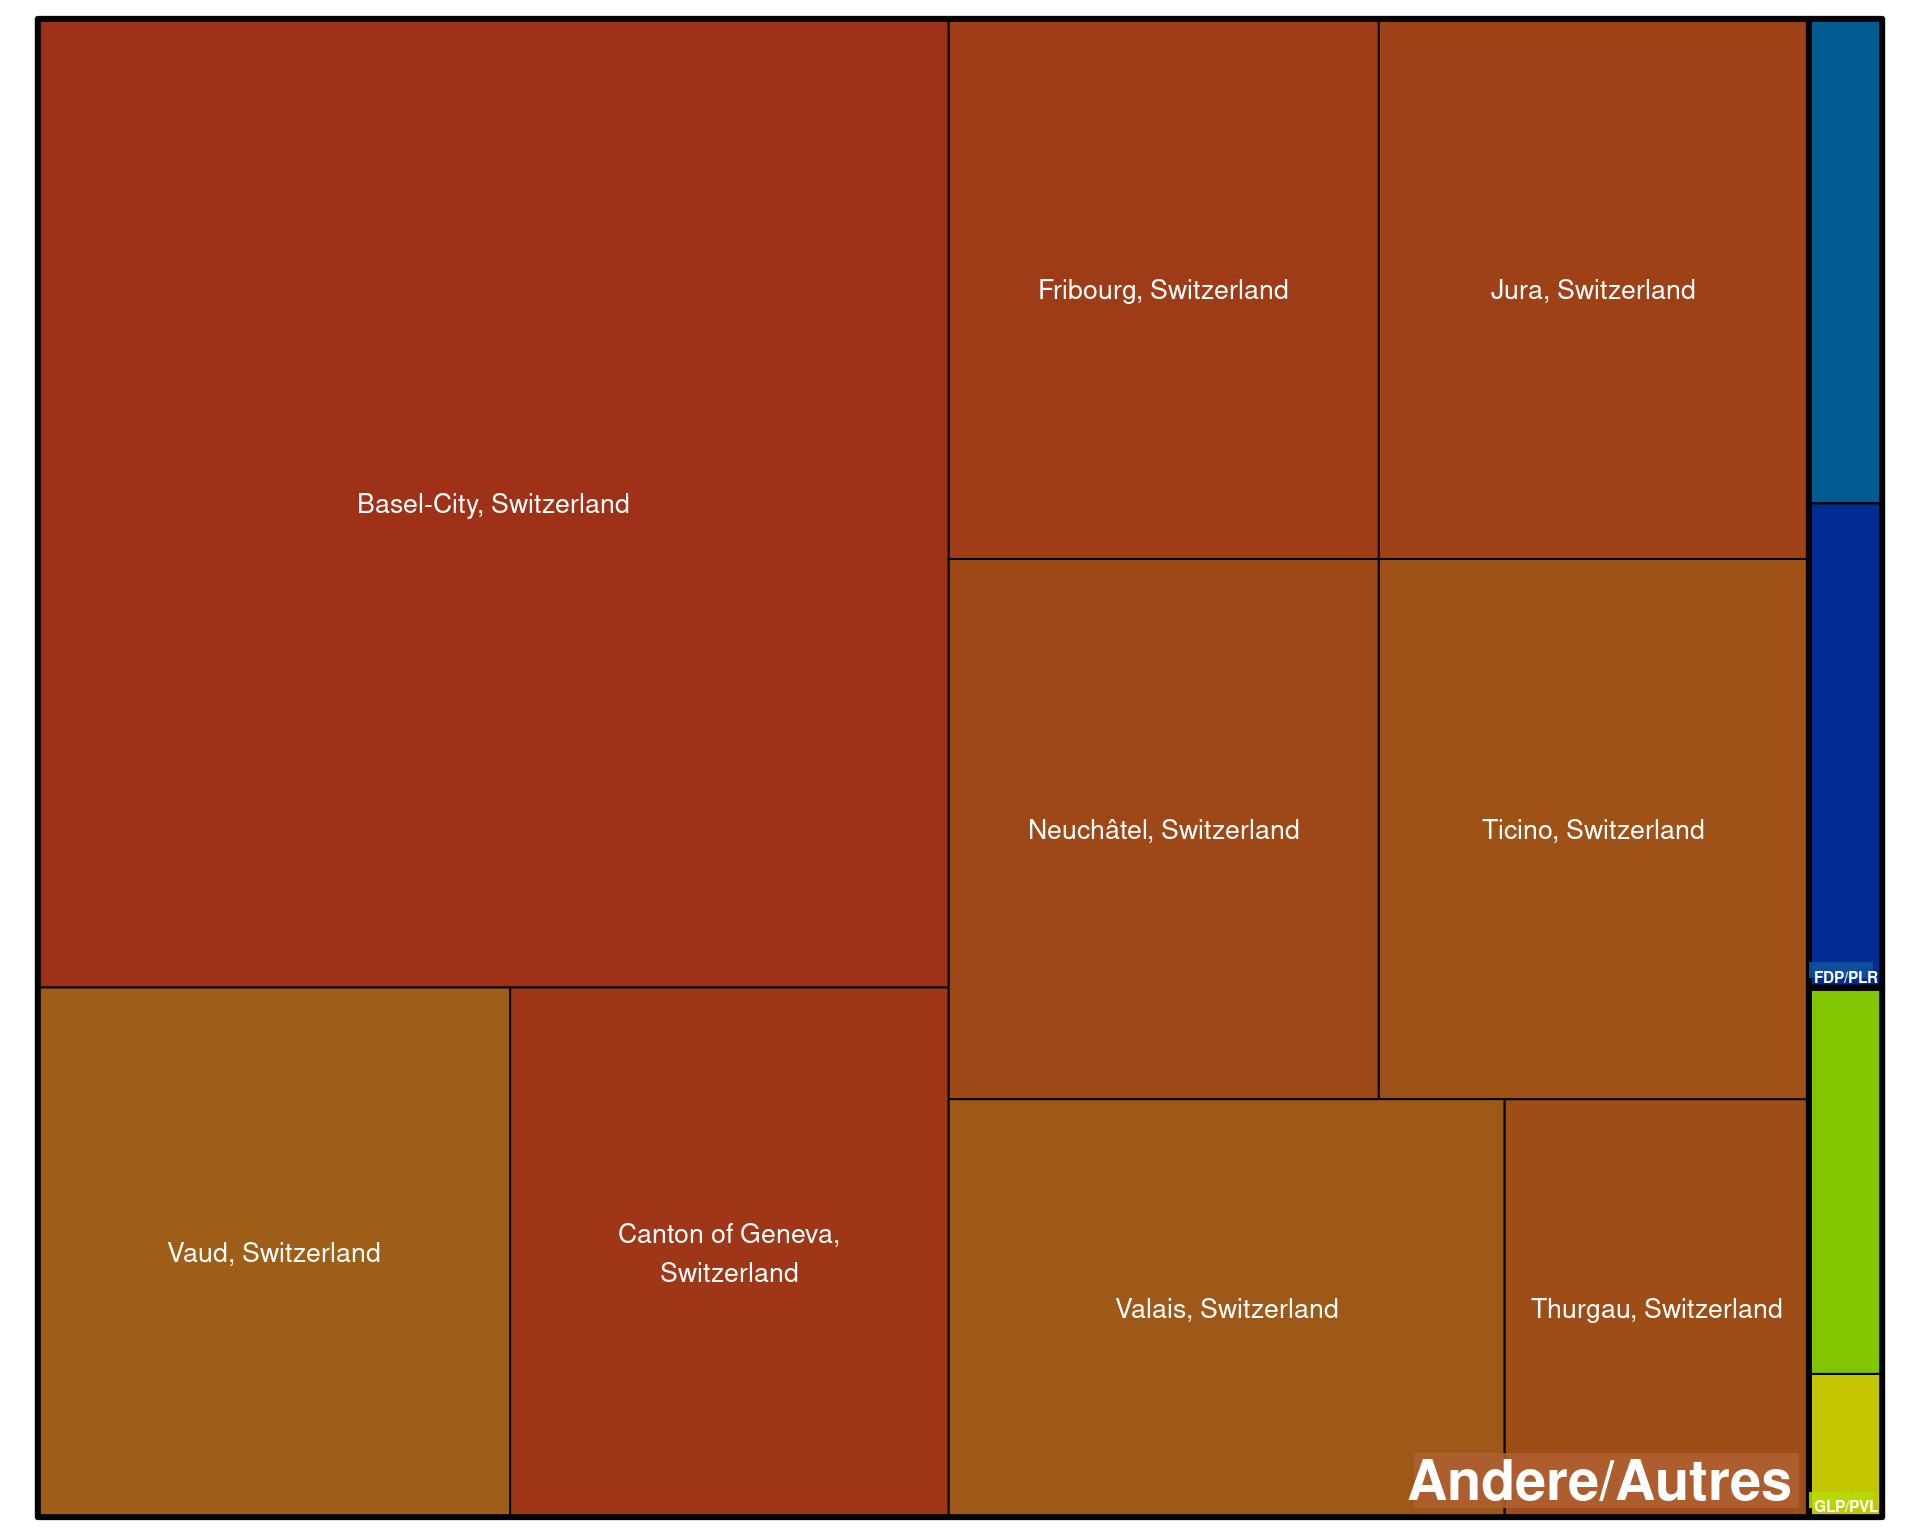 Fribourg, Switzerland
Jura, Switzerland
Basel-City, Switzerland
Neuchâtel, Switzerland
Ticino, Switzerland
FDP/PLR
Vaud, Switzerland
Canton of Geneva,
Switzerland
Valais, Switzerland
Thurgau, Switzerland
Andere/Autres
GLP/PVL